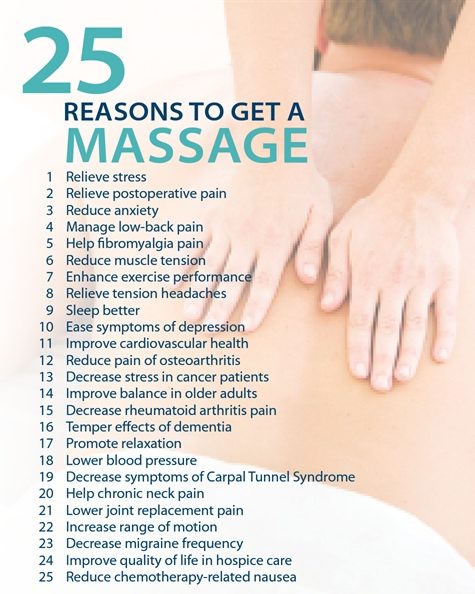 25
REASONS TO GET A
MASSAGE
1 Relieve stress
2 Relieve postoperative pain
3 Reduce anxiety
4 Manage low-back pain
5 Help fibromyalgia pain
6 Reduce muscle tension
7 Enhance exercise performance
8 Relieve tension headaches
9 Sleep better
10 Ease symptoms of depression
11 Improve cardiovascular health
12 Reduce pain of osteoarthritis
13 Decrease stress in cancer patients
14 Improve balance in older adults
15 Decrease rheumatoid arthritis pain
16 Temper effects of dementia
17 Promote relaxation
18 Lower blood pressure
19 Decrease symptoms of Carpal Tunnel Syndrome
20 Help chronic neck pain
21 Lower joint replacement pain
22 Increase range of motion
23 Decrease migraine frequency
24 Improve quality of life in hospice care
25 Reduce chemotherapy-related nausea